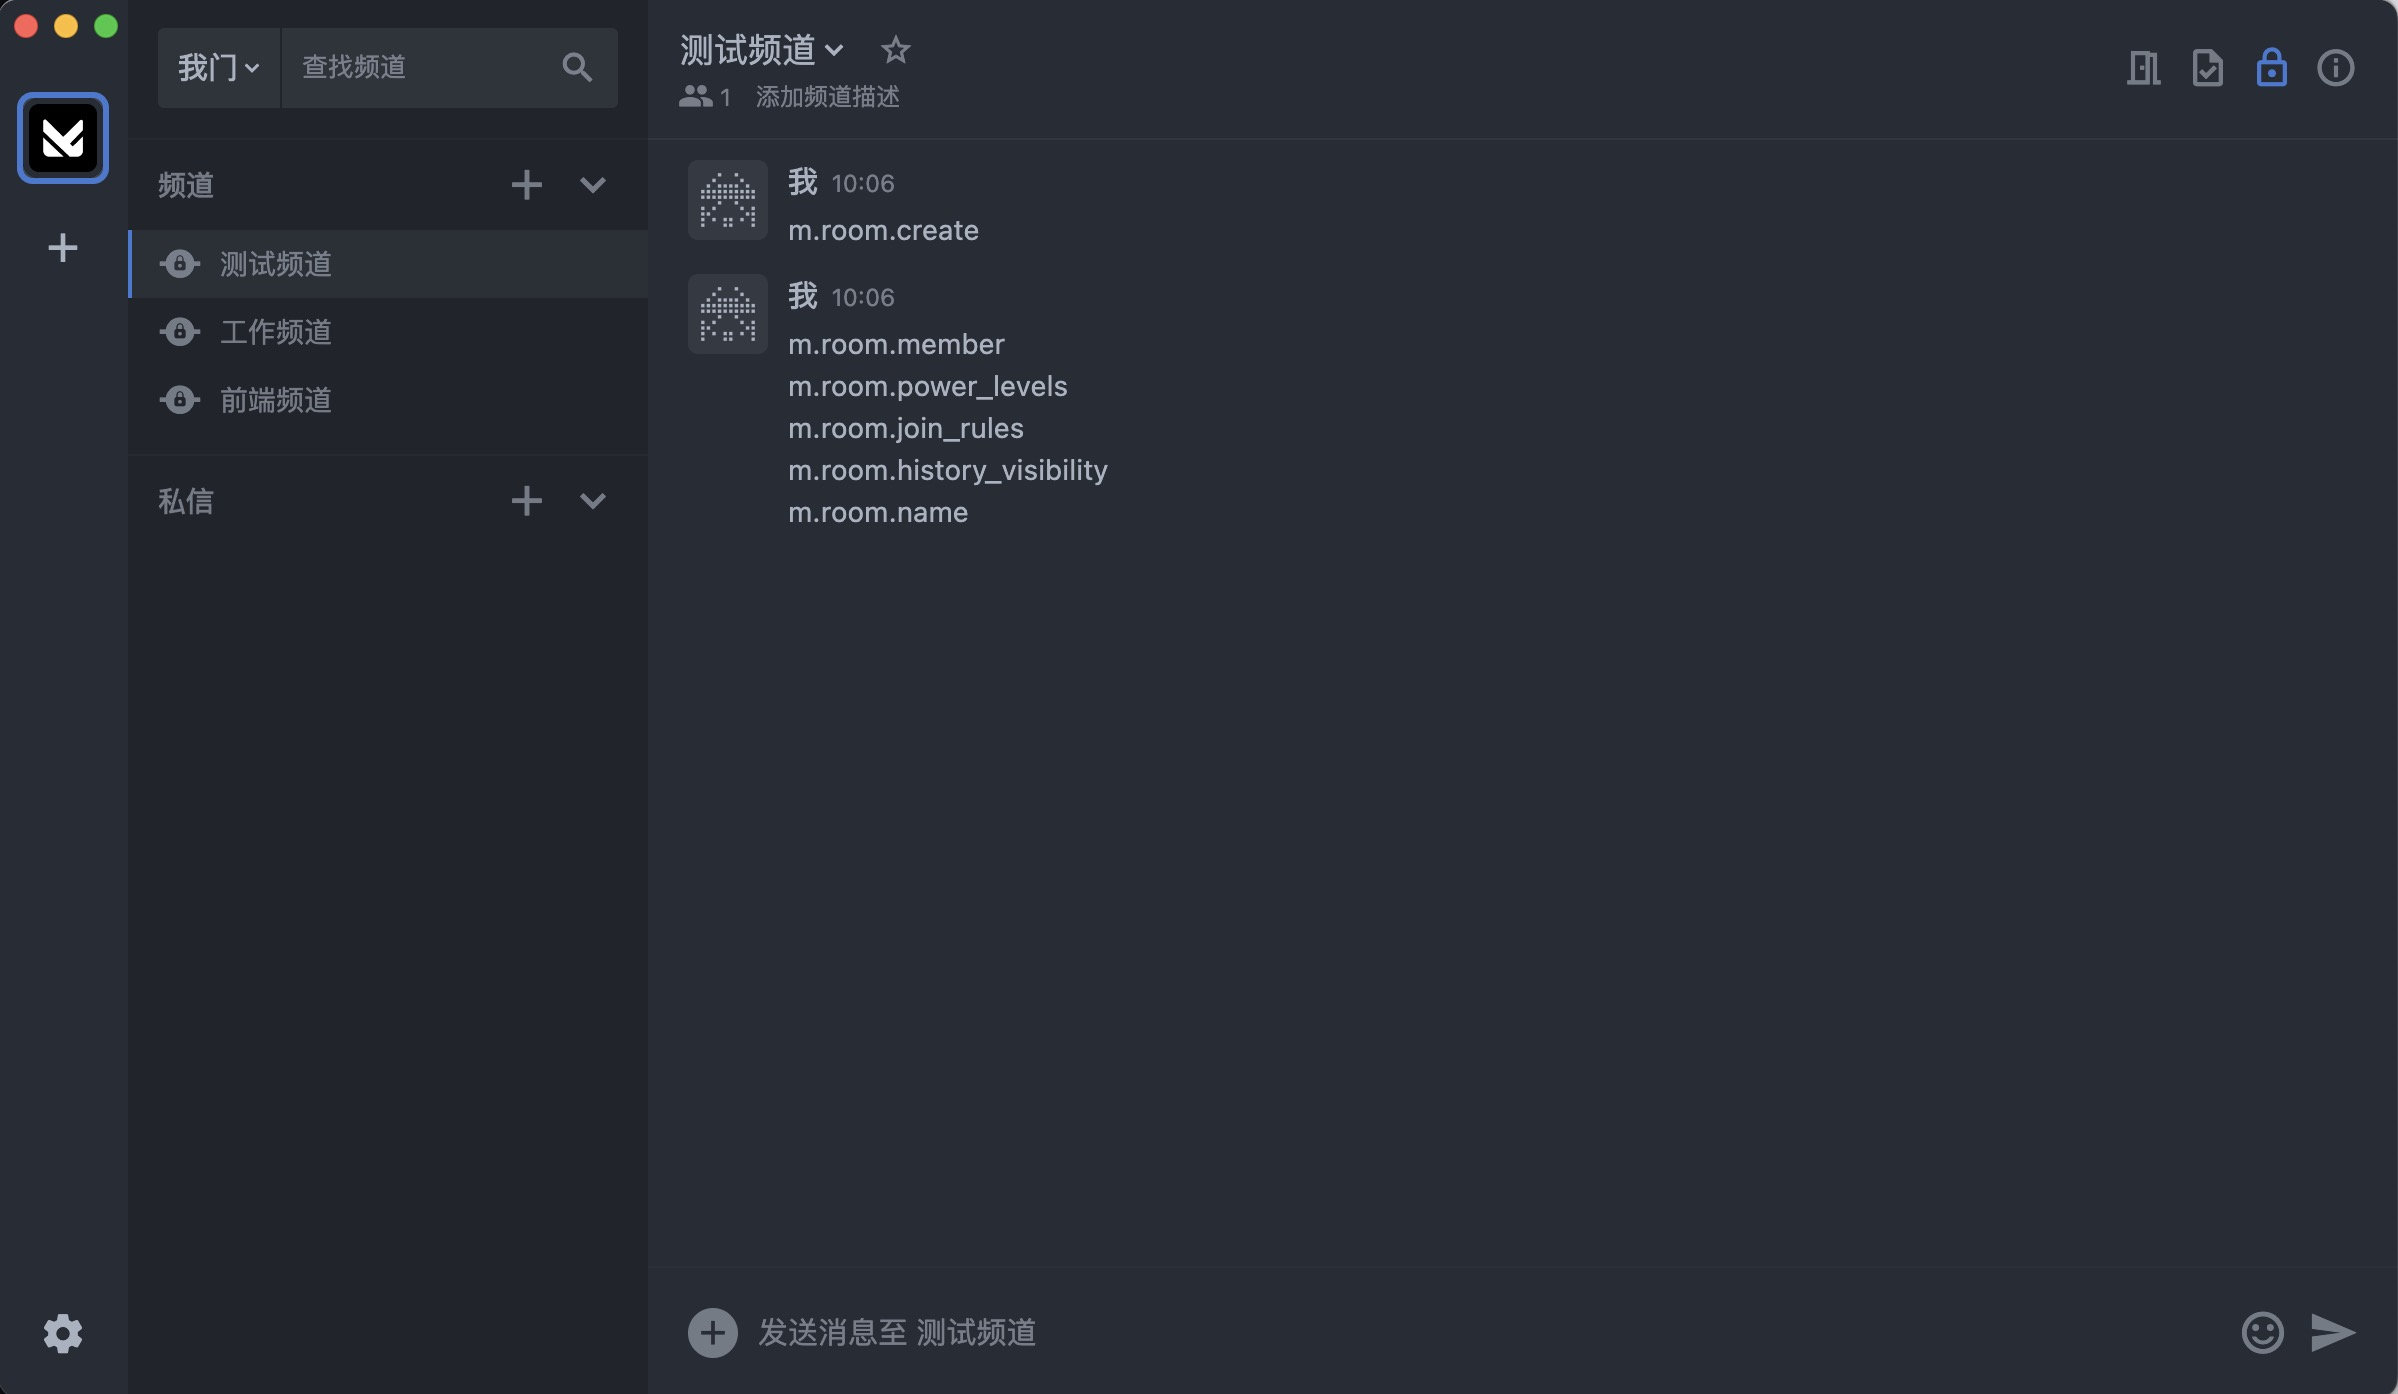 我门
查找频道
频道
测试频道
工作频道
前端频道
私信
测试频道
1 添加频道描述
我 10:06
m.room.create
我 10:06
m.room.member
m.room.power_levels
m.room.join_rules
m.room.history_visibility
m.room.name
发送消息至 测试频道